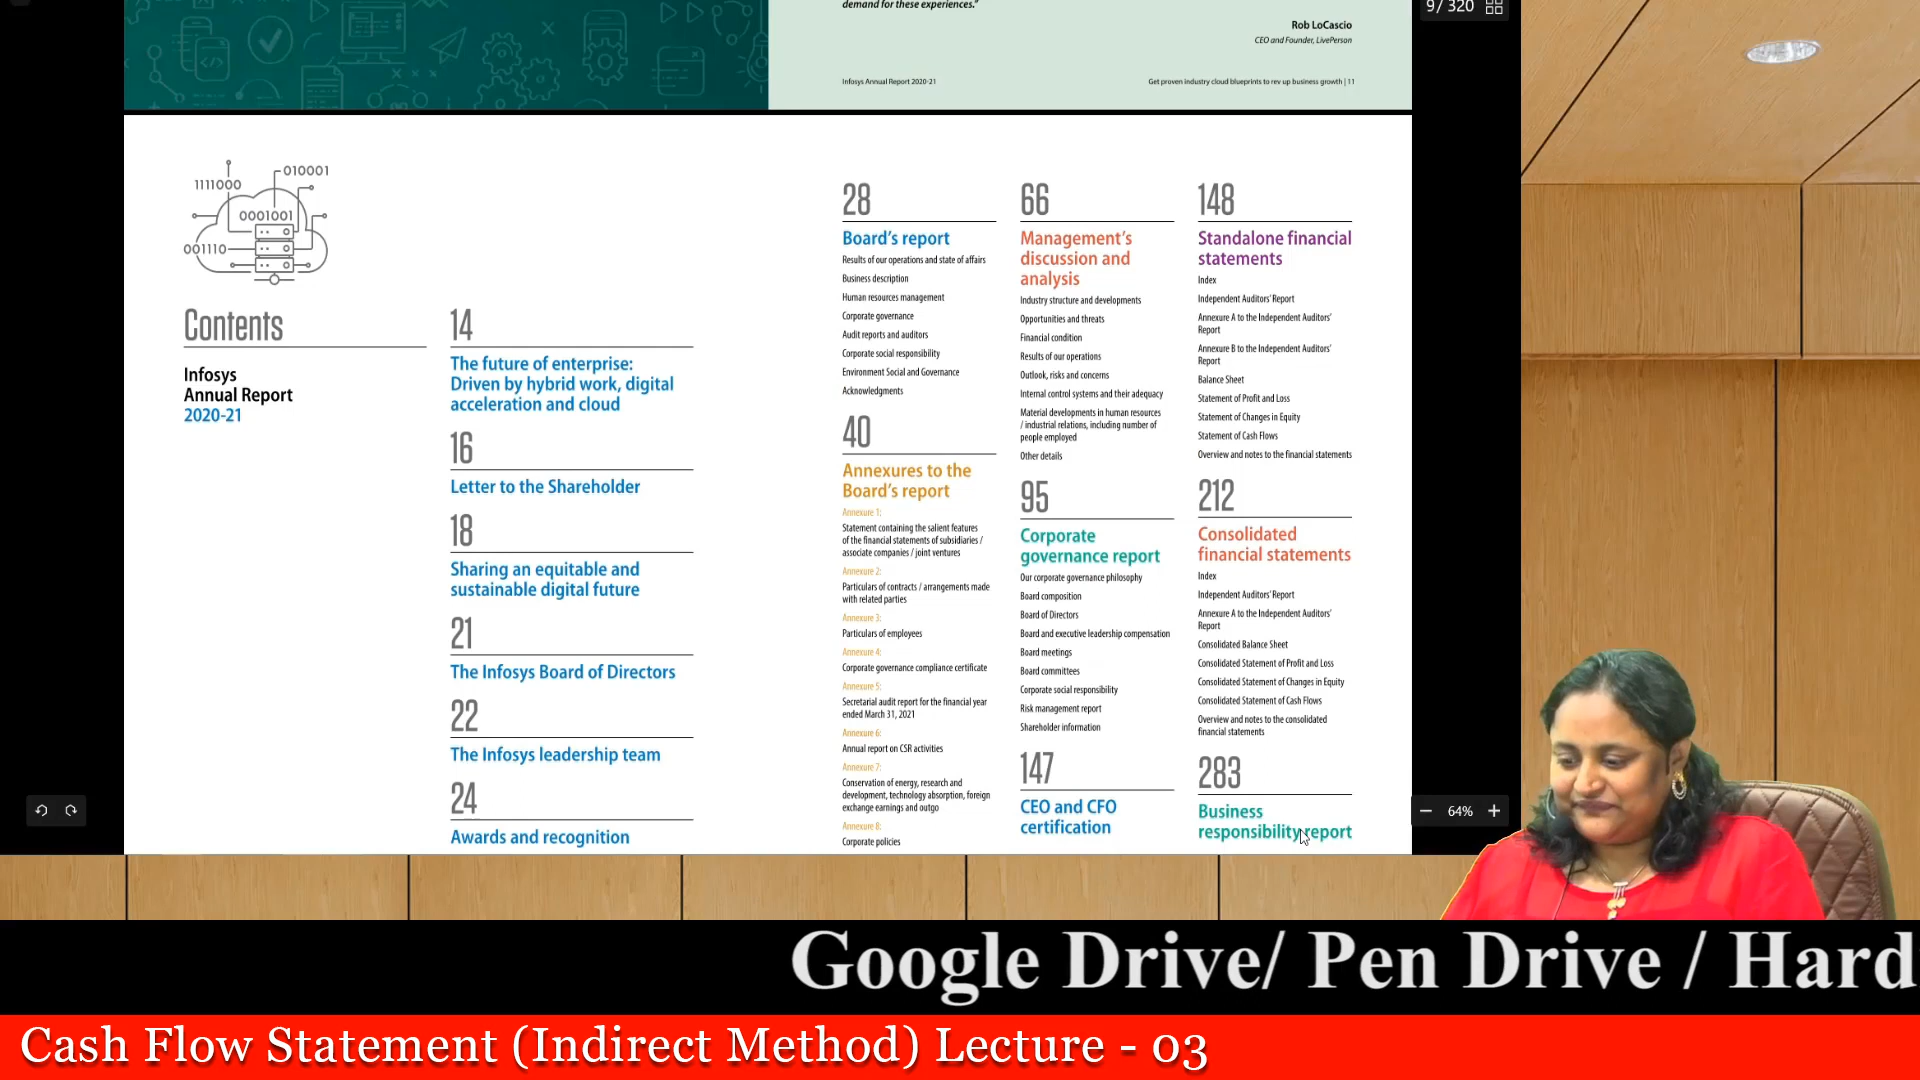 demand for these experiences."
Rob LoCascio
CEO and Founder, LivePerson
Infosys Annual Report 2020-21
Get proven industry cloud blueprints to rev up business growth | 11
9/ 320
1111000
010001
0001001
001110
Contents
Infosys
Annual Report
2020-21
14
The future of enterprise:
Driven by hybrid work, digital
acceleration and cloud
16
Letter to the Shareholder
18
Sharing an equitable and
sustainable digital future
21
The Infosys Board of Directors
22
The Infosys leadership team
24
Awards and recognition
28
Board's report
Results of our operations and state of affairs
Business description
Human resources management
Corporate governance
Audit reports and auditors
Corporate social responsibility
Environment Social and Governance
Acknowledgments
40
Annexures to the
Board's report
Annexure 1:
Statement containing the salient features
of the financial statements of subsidiaries /
associate companies / joint ventures
Annexure 2:
Particulars of contracts / arrangements made
with related parties
Annexure 3:
Particulars of employees
Annexure 4:
Corporate governance compliance certificate
Annexure 5:
Secretarial audit report for the financial year
ended March 31, 2021
Annexure 6:
Annual report on CSR activities
Annexure 7:
Conservation of energy, research and
development, technology absorption, foreign
exchange earnings and outgo
Annexure 8:
Corporate policies
66
Management's
discussion and
analysis
Industry structure and developments
Opportunities and threats
Financial condition
Results of our operations
Outlook, risks and concerns
Internal control systems and their adequacy
Material developments in human resources
/ industrial relations, including number of
people employed
Other details
95
Corporate
governance report
Our corporate governance philosophy
Board composition
Board of Directors
Board and executive leadership compensation
Board meetings
Board committees
Corporate social responsibility
Risk management report
Shareholder information
147
CEO and CFO
certification
148
Standalone financial
statements
Index
Independent Auditors' Report
Annexure A to the Independent Auditors'
Report
Annexure B to the Independent Auditors'
Report
Balance Sheet
Statement of Profit and Loss
Statement of Changes in Equity
Statement of Cash Flows
Overview and notes to the financial statements
212
Consolidated
financial statements
Index
Independent Auditors' Report
Annexure A to the Independent Auditors'
Report
Consolidated Balance Sheet
Consolidated Statement of Profit and Loss
Consolidated Statement of Changes in Equity
Consolidated Statement of Cash Flows
Overview and notes to the consolidated
financial statements
283
Business
responsibility report
64%
Google Drive/ Pen Drive / Hard
Cash Flow Statement (Indirect Method) Lecture - 03